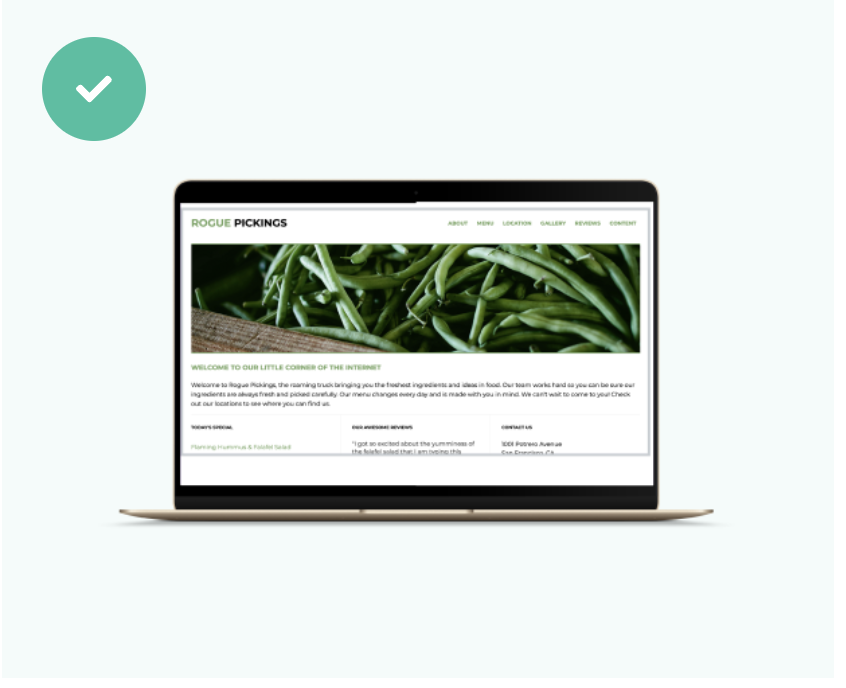 ROGUE PICKINGS
ABOUT MENU LOCATION GALLERY REVIEWS CONTENT
WELCOME TO OUR LITTLE CORNER OF THE INTERNET
Welcome to Rogue Pickings, the roaming truck bringing you the freshest ingredients and ideas in food. Our team works hard so you can be sure our
ingredients are always fresh and picked carefully. Our menu changes every day and is made with you in mind. We can't wait to come to your Check
out our locations to see where you can find us.
TODAY'S SPECIAL
Flaming Hummus & Falafel Salad
OUR AWESOME REVIEWS
"I got so excited about the yumminess of
the falafel salad that I am typing this
CONTACT US
1001 Potrero Avenue
San Francisco, CA